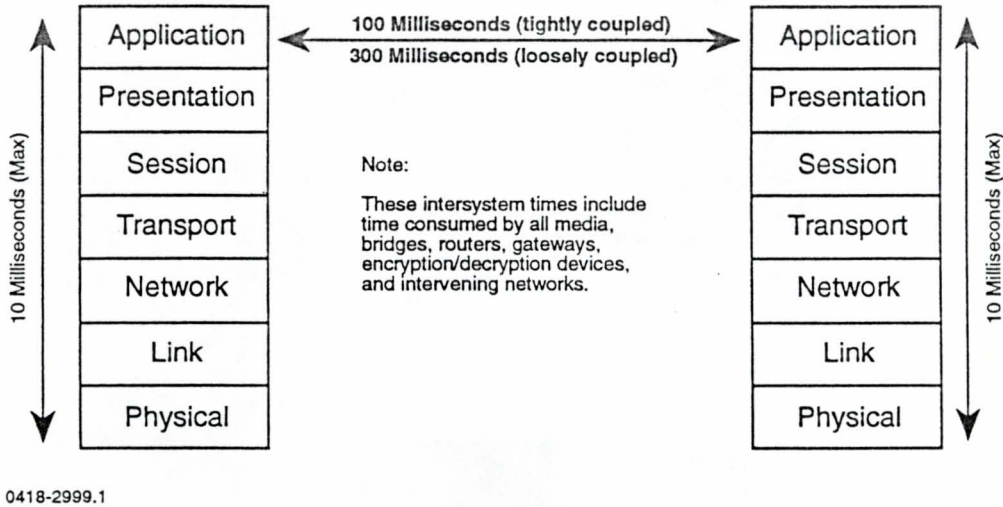 100 Milliseconds (tightly coupled)
300 Milliseconds (loosely coupled)
10 Milliseconds (Max)
Application
Presentation
Session
Transport
Network
Link
Physical
Note:
These intersystem times include
time consumed by all media,
bridges, routers, gateways,
encryption/decryption devices,
and intervening networks.
Application
Presentation
Session
Transport
Network
Link
Physical
10 Milliseconds (Max)
0418-2999.1